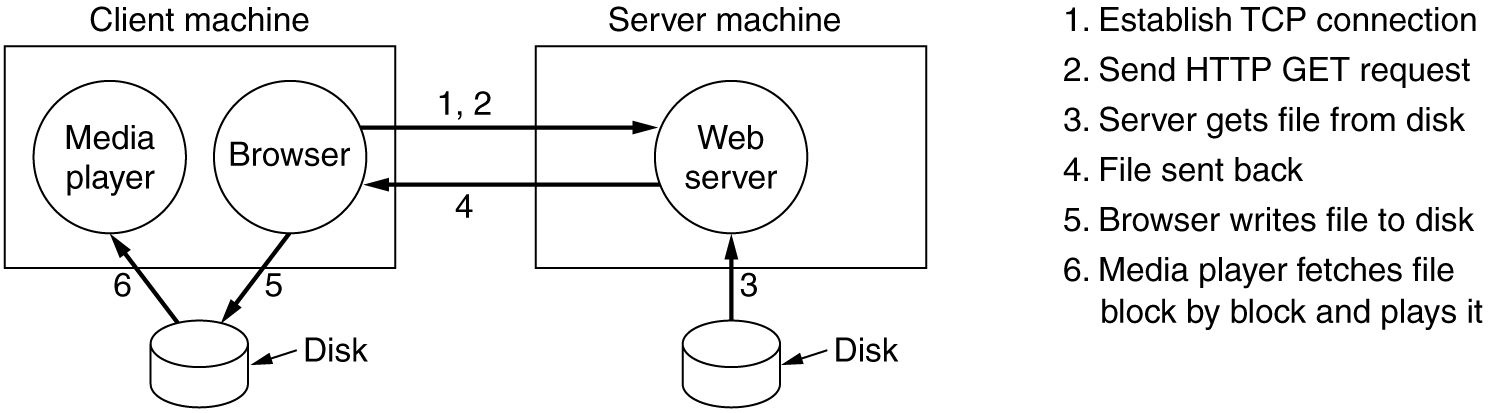 Client machine
Server machine
Media
player
Browser
1, 2
4
Web
server
6
5
3
Disk
Disk
1. Establish TCP connection
2. Send HTTP GET request
3. Server gets file from disk
4. File sent back
5. Browser writes file to disk
6. Media player fetches file
block by block and plays it